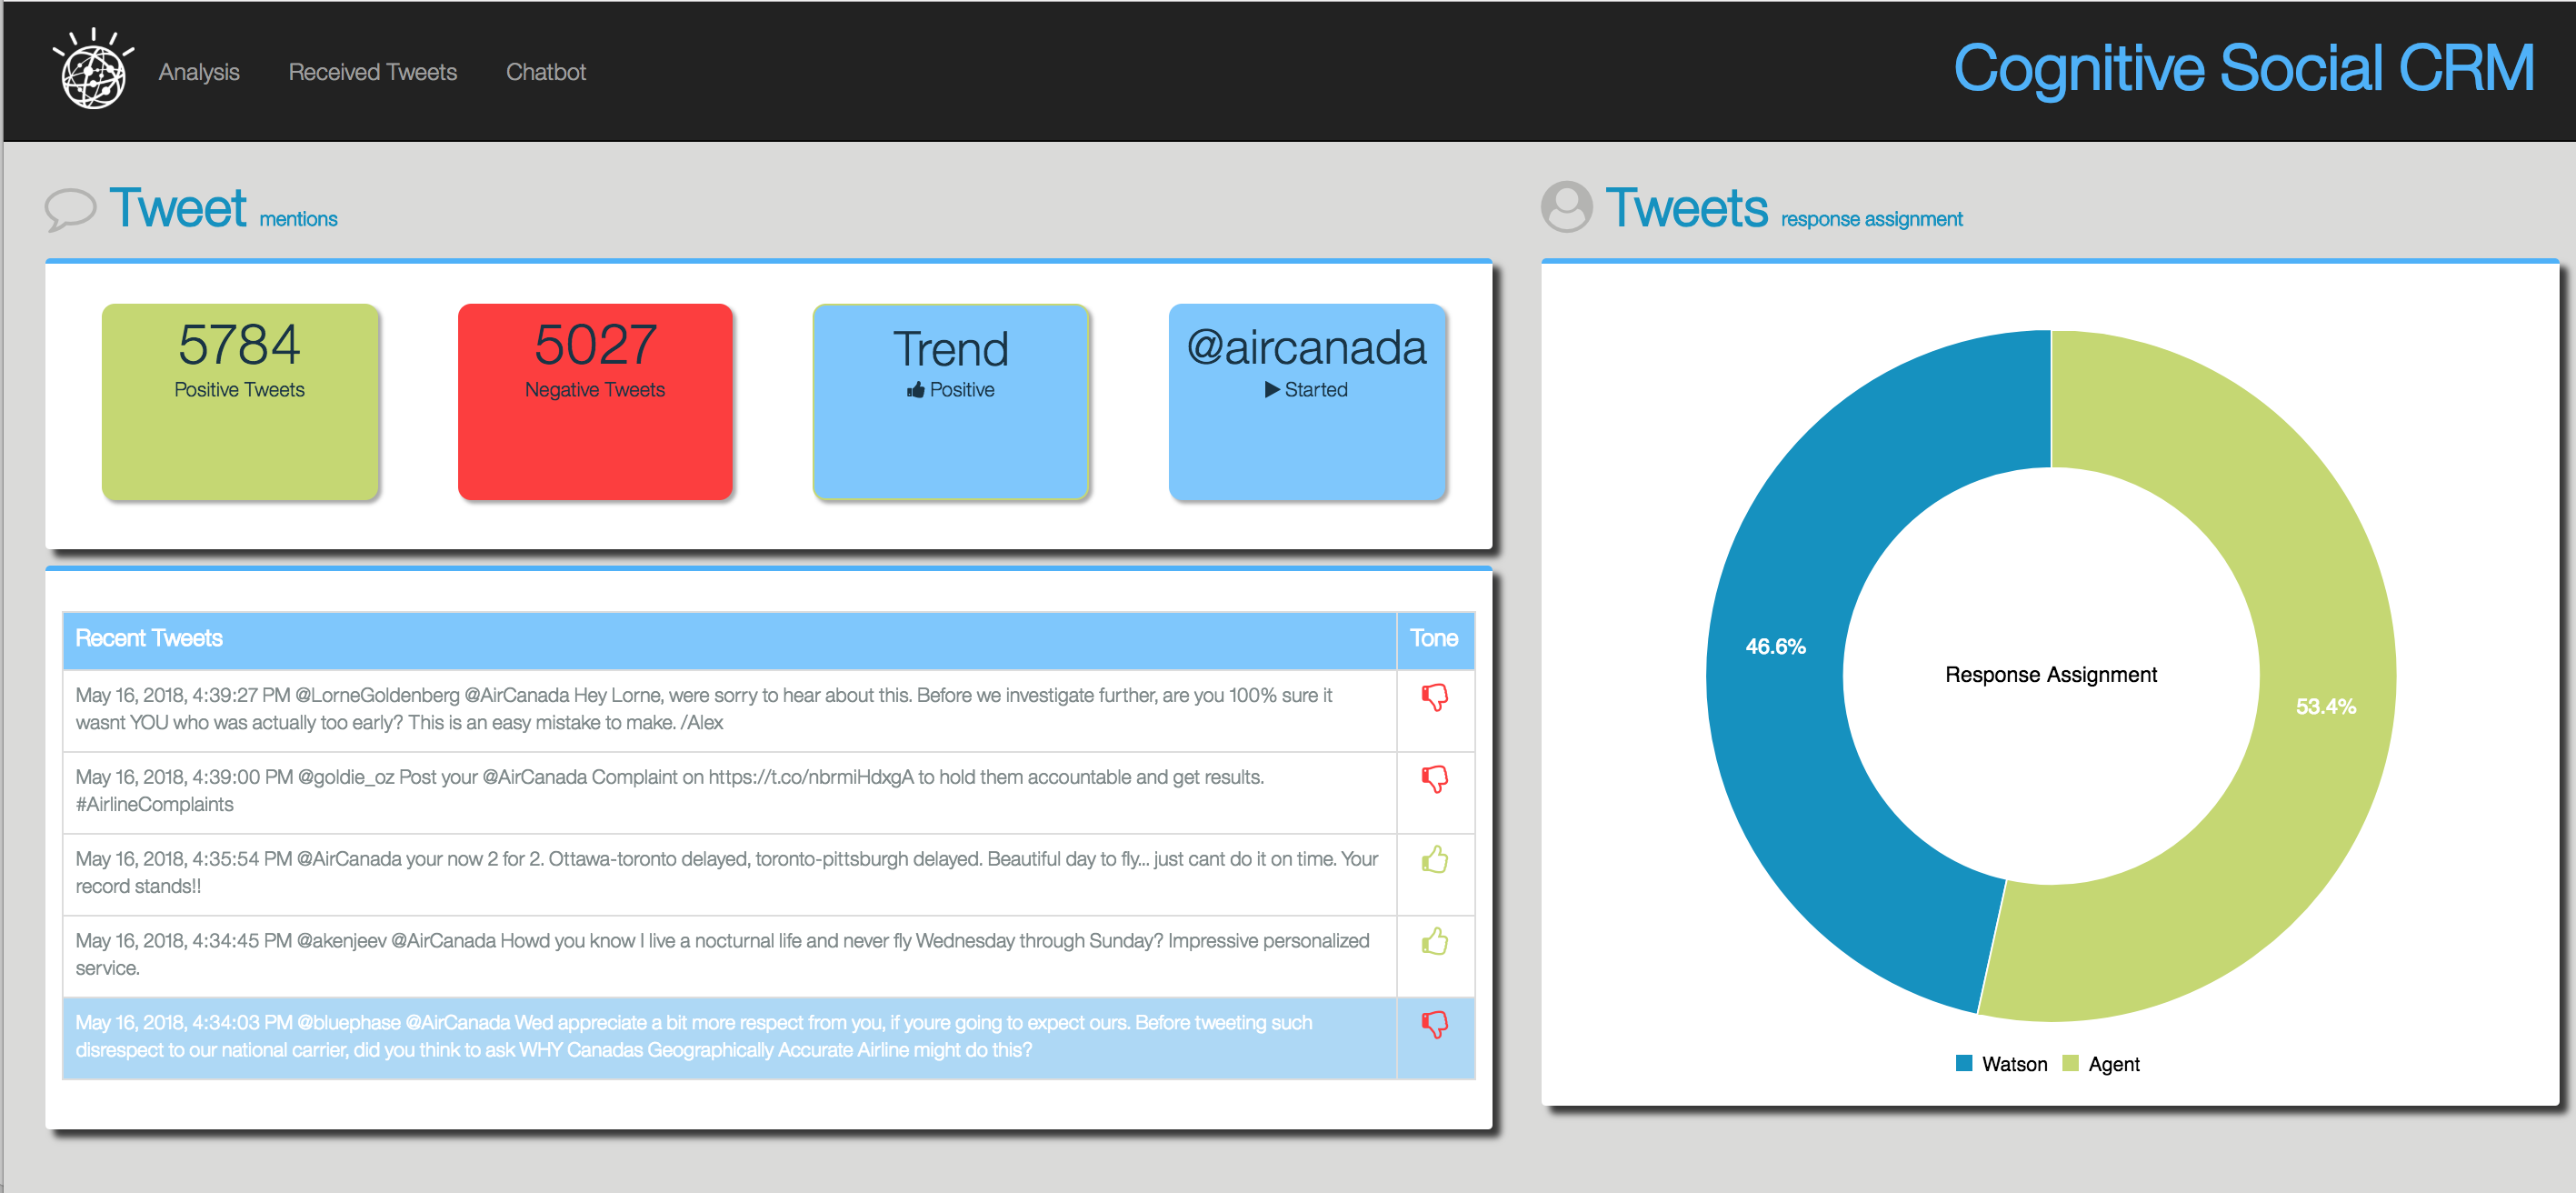 Analysis Received Tweets Chatbot
Cognitive Social CRM
Tweet mentions
5784
Positive Tweets
5027
Negative Tweets
Trend
Positive
@aircanada
Started
Recent Tweets Tone
May 16, 2018, 4:39:27 PM @LorneGoldenberg @AirCanada Hey Lorne, were sorry to hear about this. Before we investigate further, are you 100% sure it
wasnt YOU who was actually too early? This is an easy mistake to make. /Alex
May 16, 2018, 4:39:00 PM @goldie_oz Post your @AirCanada Complaint on https://t.co/nbrmiHdxgA to hold them accountable and get results.
#AirlineComplaints
May 16, 2018, 4:35:54 PM @AirCanada your now 2 for 2. Ottawa-toronto delayed, toronto-pittsburgh delayed. Beautiful day to fly... just cant do it on time. Your
record stands!!
May 16, 2018, 4:34:45 PM @akenjeev @AirCanada Howd you know I live a nocturnal life and never fly Wednesday through Sunday? Impressive personalized
service.
May 16, 2018, 4:34:03 PM @bluephase @AirCanada Wed appreciate a bit more respect from you, if youre going to expect ours. Before tweeting such
disrespect to our national carrier, did you think to ask WHY Canadas Geographically Accurate Airline might do this?
Tweets response assignment
46.6%
Response Assignment
53.4%
Watson Agent